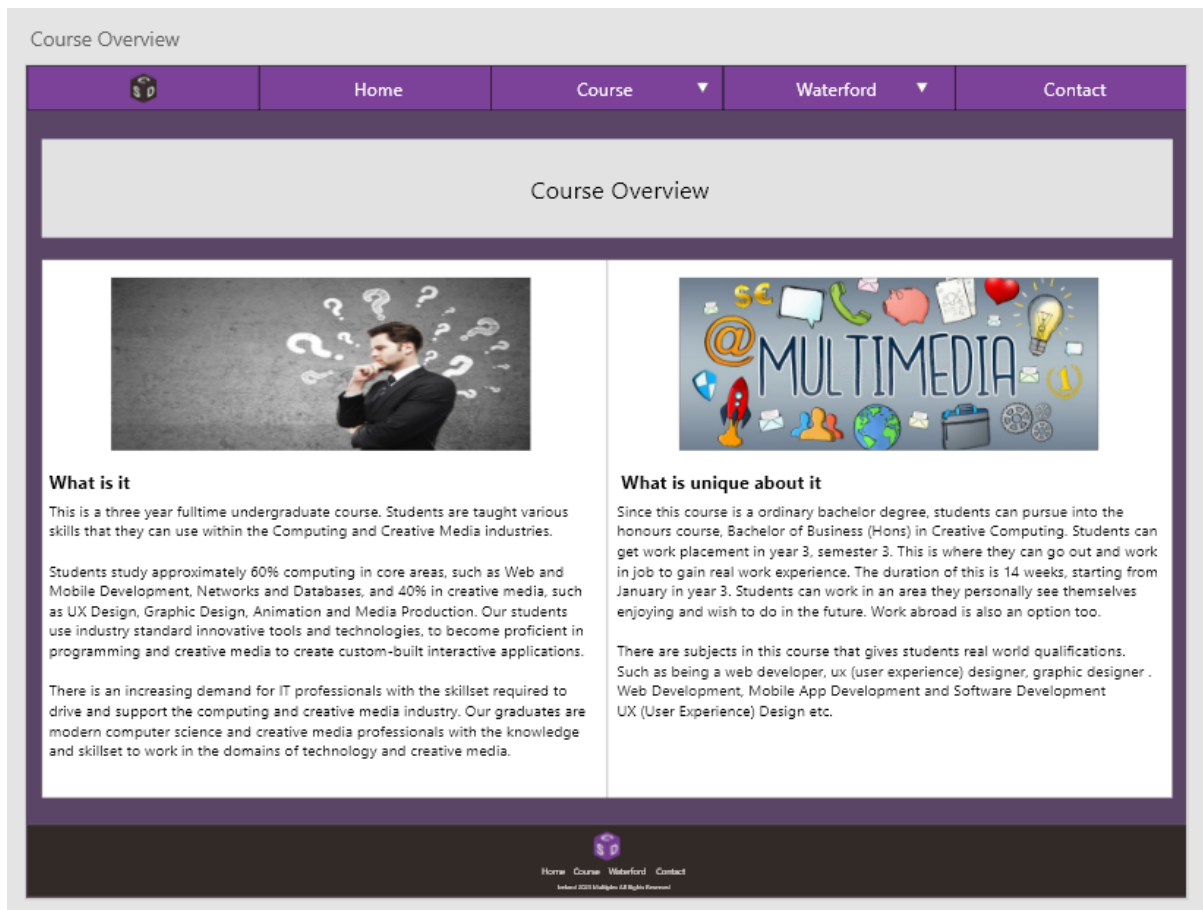 Course Overview
Home
Course
Waterford
Contact
Course Overview
@MULTIMEDIA
What is it
This is a three year fulltime undergraduate course. Students are taught various
skills that they can use within the Computing and Creative Media industries.
Students study approximately 60% computing in core areas, such as Web and
Mobile Development, Networks and Databases, and 40% in creative media, such
as UX Design, Graphic Design, Animation and Media Production. Our students
use industry standard innovative tools and technologies, to become proficient in
programming and creative media to create custom-built interactive applications.
There is an increasing demand for IT professionals with the skillset required to
drive and support the computing and creative media industry. Our graduates are
modern computer science and creative media professionals with the knowledge
and skillset to work in the domains of technology and creative media.
What is unique about it
Since this course is a ordinary bachelor degree, students can pursue into the
honours course, Bachelor of Business (Hons) in Creative Computing. Students can
get work placement in year 3, semester 3. This is where they can go out and work
in job to gain real work experience. The duration of this is 14 weeks, starting from
January in year 3. Students can work in an area they personally see themselves
enjoying and wish to do in the future. Work abroad is also an option too.
There are subjects in this course that gives students real world qualifications.
Such as being a web developer, ux (user experience) designer, graphic designer .
Web Development, Mobile App Development and Software Development
UX (User Experience) Design etc.
Home Course Waterford Contact
All Rights Reserved